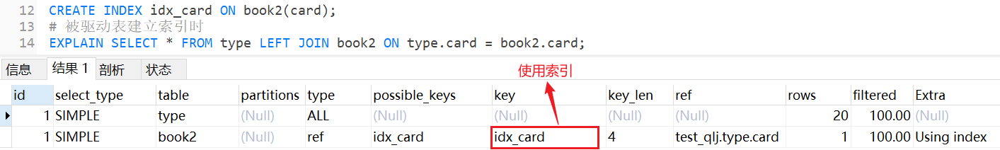 12 CREATE INDEX idx_card ON book2(card);
13 # 被驱动表建立索引时
14 EXPLAIN SELECT * FROM type LEFT JOIN book2 ON type.card = book2.card;
信息 结果 1 剖析 状态
使用索引
id select_type table partitions type possible_keys key key_len ref rows filtered Extra
1 SIMPLE type (Null) ALL (Null) (Null) (Null) (Null) 20 100.00 (Null)
1 SIMPLE book2 (Null) ref idx_card idx_card 4 test_qlj.type.card 1 100.00 Using index